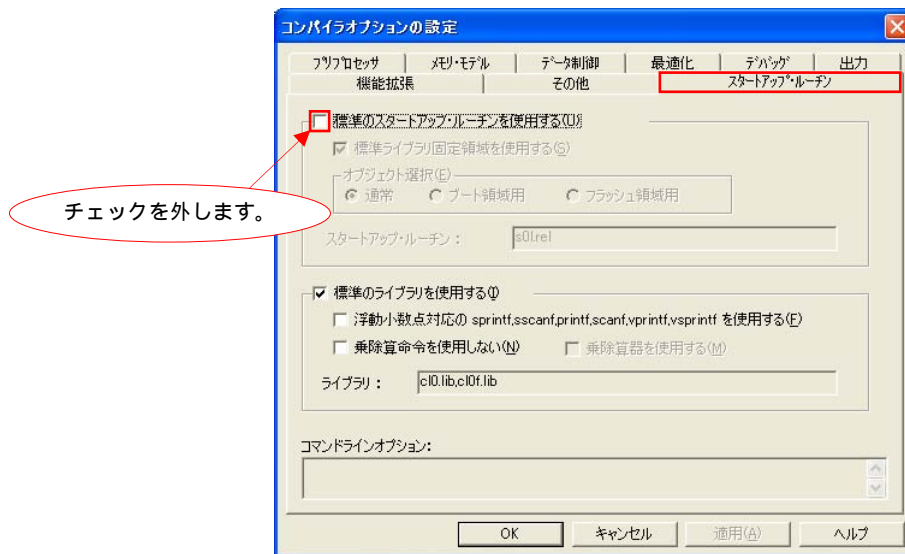 コンパイラオプションの設定
プリプロセッサ メモリ・モデル データ制御 最適化 デバッグ 出力
機能拡張 その他 スタートアップ・ルーチン
標準のスタートアップ・ルーチンを使用する(U)
標準ライブラリ固定領域を使用する(S)
オブジェクト選択(E)
通常 ブート領域用 フラッシュ領域用
チェックを外します。
スタートアップ・ルーチン： s0l.rel
標準のライブラリを使用する(I)
浮動小数点対応の sprintf,sscanf,printf,scanf,vprintf,vsprintf を使用する(F)
乗除算命令を使用しない(N) 乗除算器を使用する(M)
ライブラリ： cl0.lib,cl0f.lib
コマンドラインオプション：
OK キャンセル 適用(A) ヘルプ